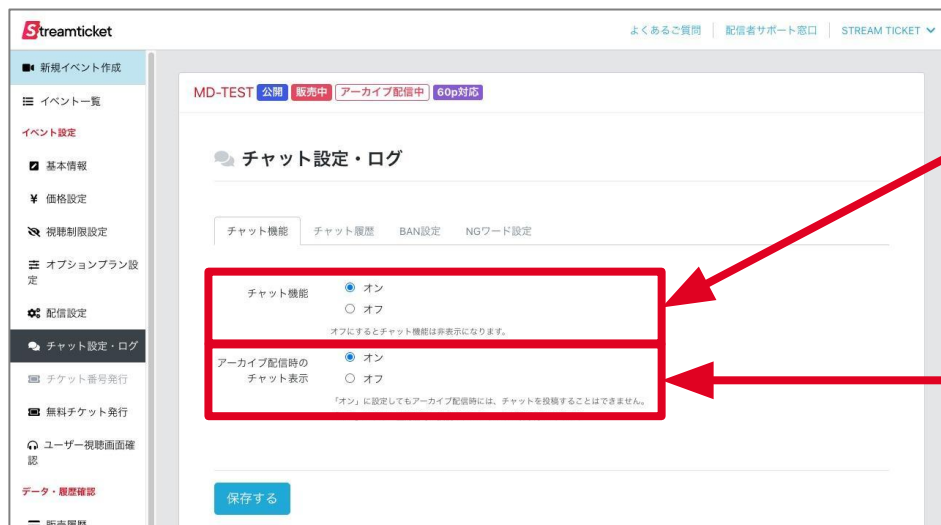 Streamticket
よくあるご質問
配信者サポート窓口
STREAM TICKET
新規イベント作成
イベント一覧
イベント設定
基本情報
価格設定
視聴制限設定
オプションプラン設
定
配信設定
チャット設定・ログ
チケット番号発行
無料チケット発行
ユーザー視聴画面確
認
データ・履歴確認
販売履歴
MD-TEST 公開 販売中 アーカイブ配信中 60p対応
チャット設定・ログ
チャット機能 チャット履歴 BAN設定 NGワード設定
チャット機能
オン
オフ
オフにするとチャット機能は非表示になります。
アーカイブ配信時の
チャット表示
オン
オフ
「オン」に設定してもアーカイブ配信時には、チャットを投稿することはできません。
保存する